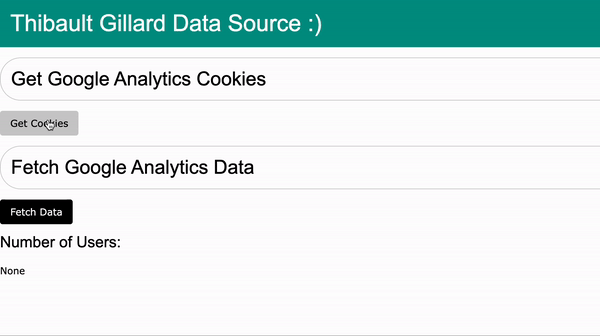 Thibault Gillard Data Source :)
Get Google Analytics Cookies
Get Cookies
Fetch Google Analytics Data
Fetch Data
Number of Users:
None